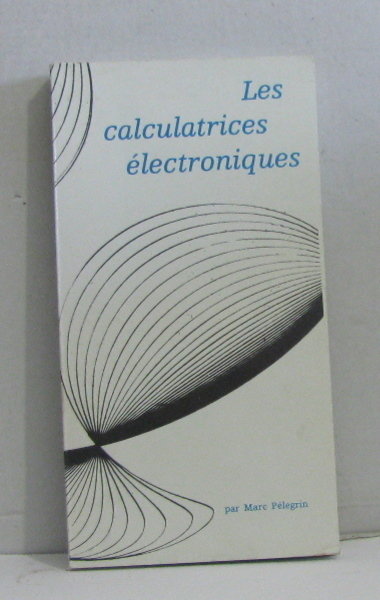 Les
calculatrices
électroniques
par Marc Pélegrin